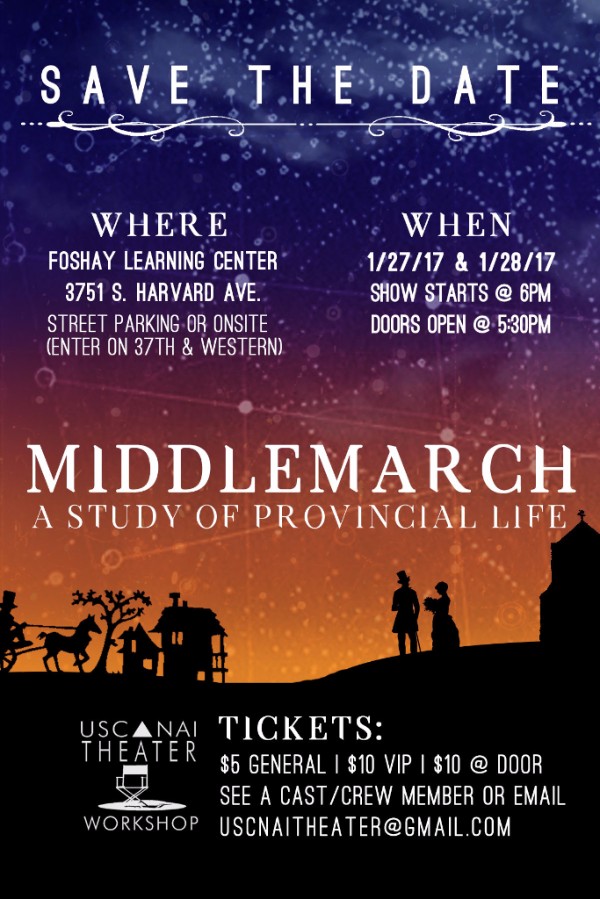 SAVE THE DATE
WHERE
FOSHAY LEARNING CENTER
3751 S. HARVARD AVE.
STREET PARKING OR ONSITE
(ENTER ON 37TH & WESTERN)
WHEN
1/27/17 & 1/28/17
SHOW STARTS @ 6PM
DOORS OPEN @ 5:30PM
MIDDLEMARCH
A STUDY OF PROVINCIAL LIFE
USC NAI
THEATER
WORKSHOP
TICKETS:
$5 GENERAL | $10 VIP | $10 @ DOOR
SEE A CAST/CREW MEMBER OR EMAIL
USCNAITHEATER@GMAIL.COM